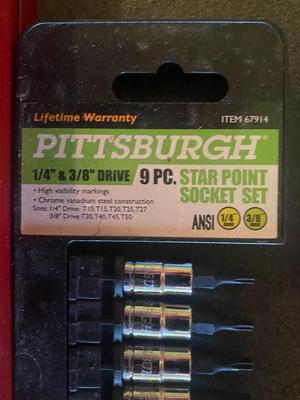 Lifetime Warranty ITEM 67914
PITTSBURGH
1/4" & 3/8" DRIVE 9 PC. STAR POINT
SOCKET SET
• High visibility markings
• Chrome vanadium steel construction
Sizes: 1/4" Drive: T10,T15,T20,T25,T27
3/8" Drive: T30,T40,T45,T50
ANSI 1/4" 3/8"